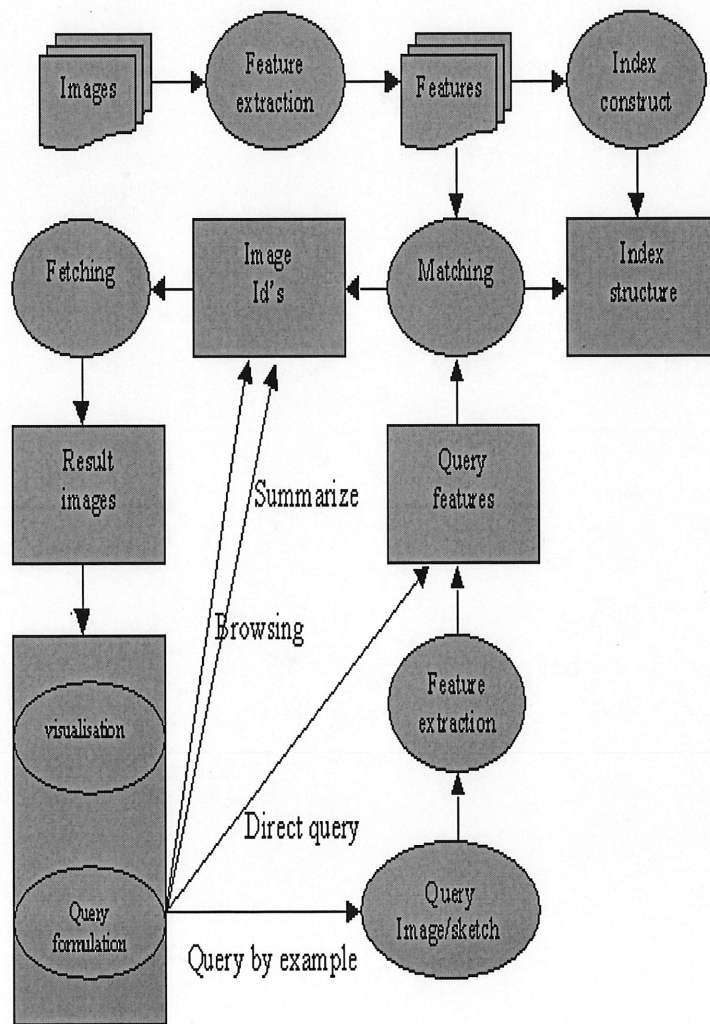 Images
Feature
extraction
Features
Index
construct
Fetching
Image
Id's
Matching
Index
structure
Result
images
Summarize
Query
features
Browsing
visualisation
Feature
extraction
Direct query
Query
formulation
Query
Image/sketch
Query by example